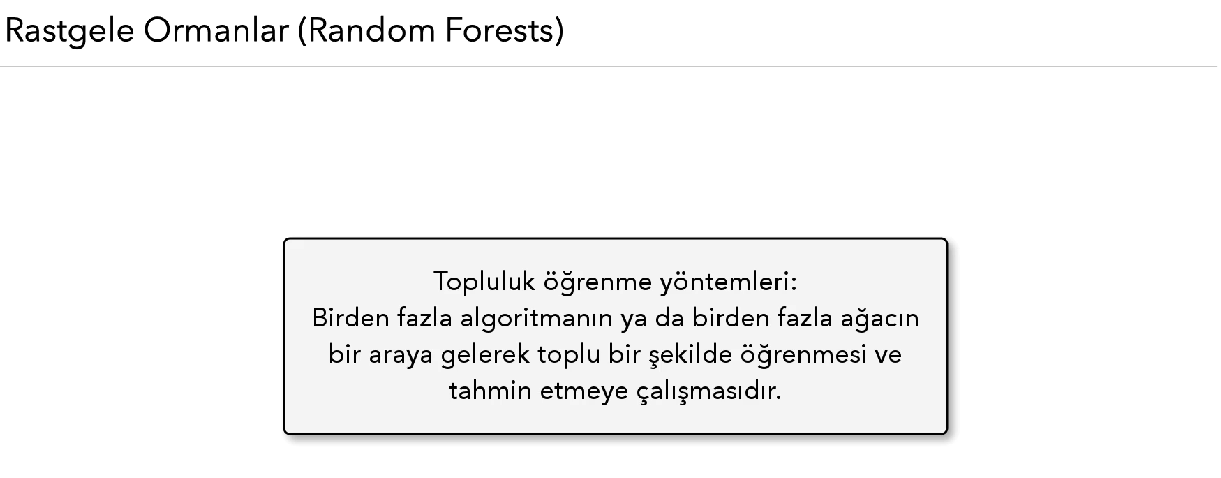 Rastgele Ormanlar (Random Forests)
Topluluk öğrenme yöntemleri:
Birden fazla algoritmanın ya da birden fazla ağacın
bir araya gelerek toplu bir şekilde öğrenmesi ve
tahmin etmeye çalışmasıdır.